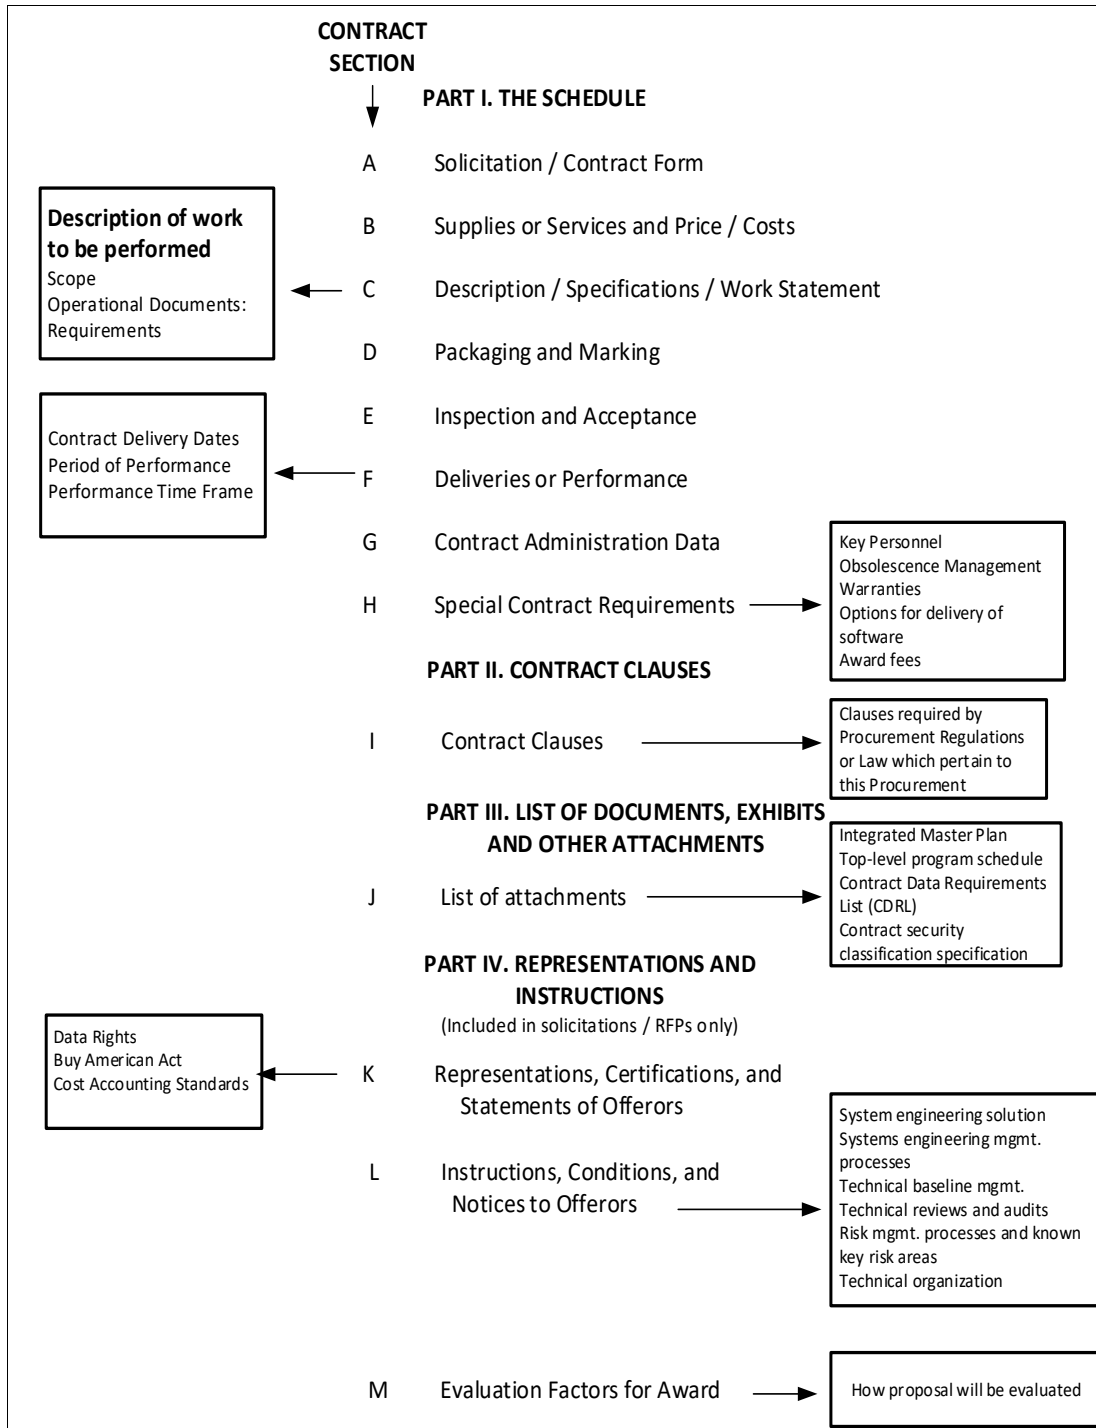 CONTRACT
SECTION
PART I. THE SCHEDULE
A Solicitation / Contract Form
B Supplies or Services and Price / Costs
Description of work
to be performed
Scope
Operational Documents:
Requirements
C Description / Specifications / Work Statement
D Packaging and Marking
E Inspection and Acceptance
Contract Delivery Dates
Period of Performance
Performance Time Frame
F Deliveries or Performance
G Contract Administration Data
H Special Contract Requirements
Key Personnel
Obsolescence Management
Warranties
Options for delivery of
software
Award fees
PART II. CONTRACT CLAUSES
I Contract Clauses
Clauses required by
Procurement Regulations
or Law which pertain to
this Procurement
PART III. LIST OF DOCUMENTS, EXHIBITS
AND OTHER ATTACHMENTS
J List of attachments
Integrated Master Plan
Top-level program schedule
Contract Data Requirements
List (CDRL)
Contract security
classification specification
PART IV. REPRESENTATIONS AND
INSTRUCTIONS
(Included in solicitations / RFPs only)
Data Rights
Buy American Act
Cost Accounting Standards
K Representations, Certifications, and
Statements of Offerors
L Instructions, Conditions, and
Notices to Offerors
System engineering solution
Systems engineering mgmt.
processes
Technical baseline mgmt.
Technical reviews and audits
Risk mgmt. processes and known
key risk areas
Technical organization
M Evaluation Factors for Award
How proposal will be evaluated